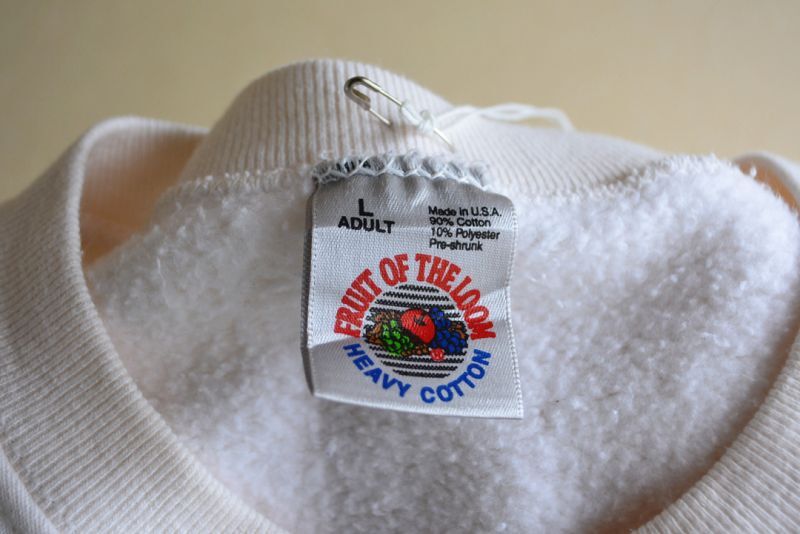 L
ADULT
Made in U.S.A.
90% Cotton
10% Polyester
Pre-shrunk
FRUIT OF THE LOOM
HEAVY COTTON